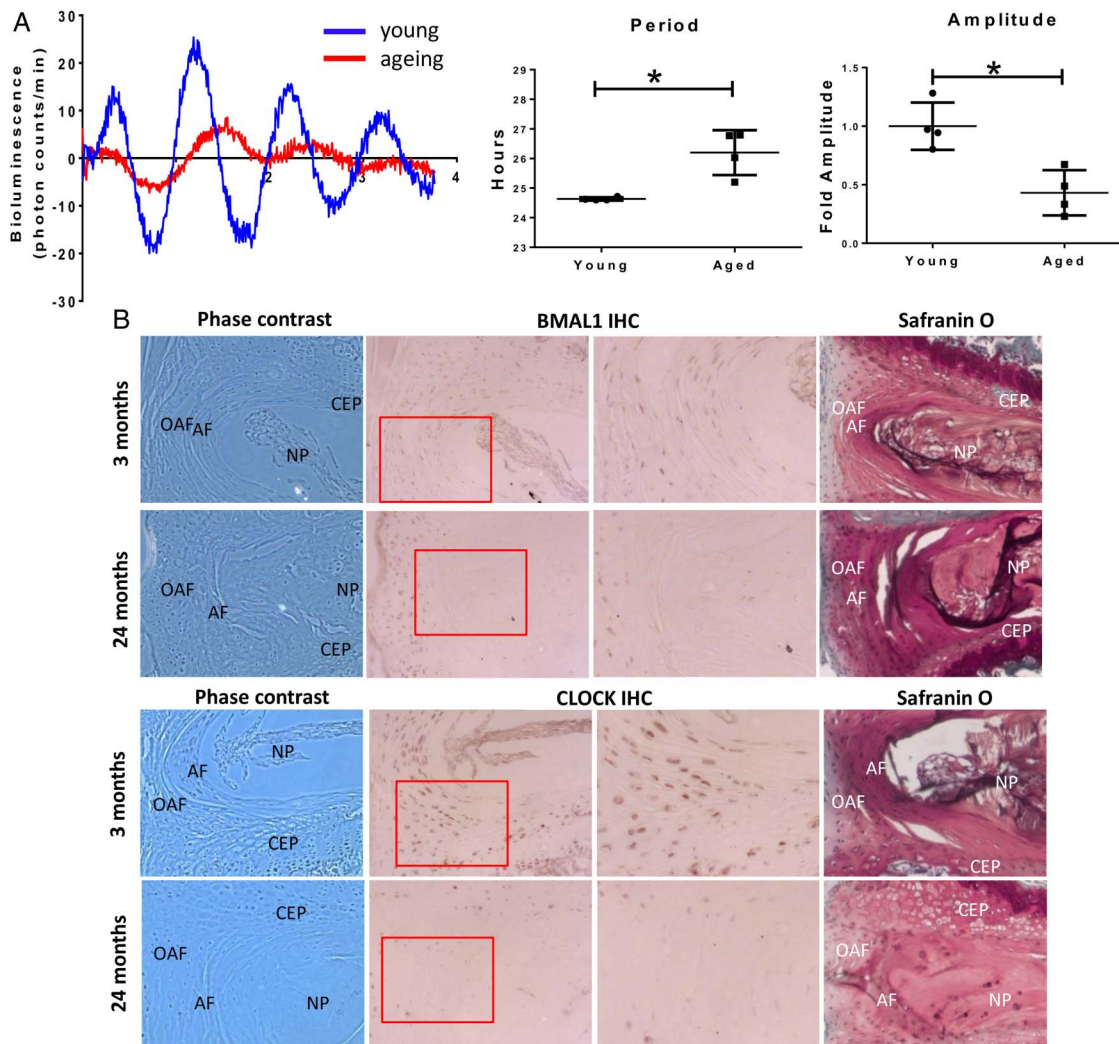 A
Bioluminescence
(photon counts/min)
30
20
10
0
-10
-20
-30
1
2
3
4
young
ageing
Period
*
Hours
29
28
27
26
25
24
23
Young
Aged
Amplitude
*
Fold Amplitude
1.5
1.0
0.5
0.0
Young
Aged
B
Phase contrast
BMAL1 IHC
Safranin O
3 months
OAF
AF
CEP
NP
CEP
OAF
AF
NP
24 months
OAF
AF
NP
CEP
OAF
AF
NP
CEP
Phase contrast
CLOCK IHC
Safranin O
3 months
NP
AF
OAF
CEP
AF
NP
OAF
CEP
24 months
CEP
OAF
AF
NP
CEP
OAF
AF
NP